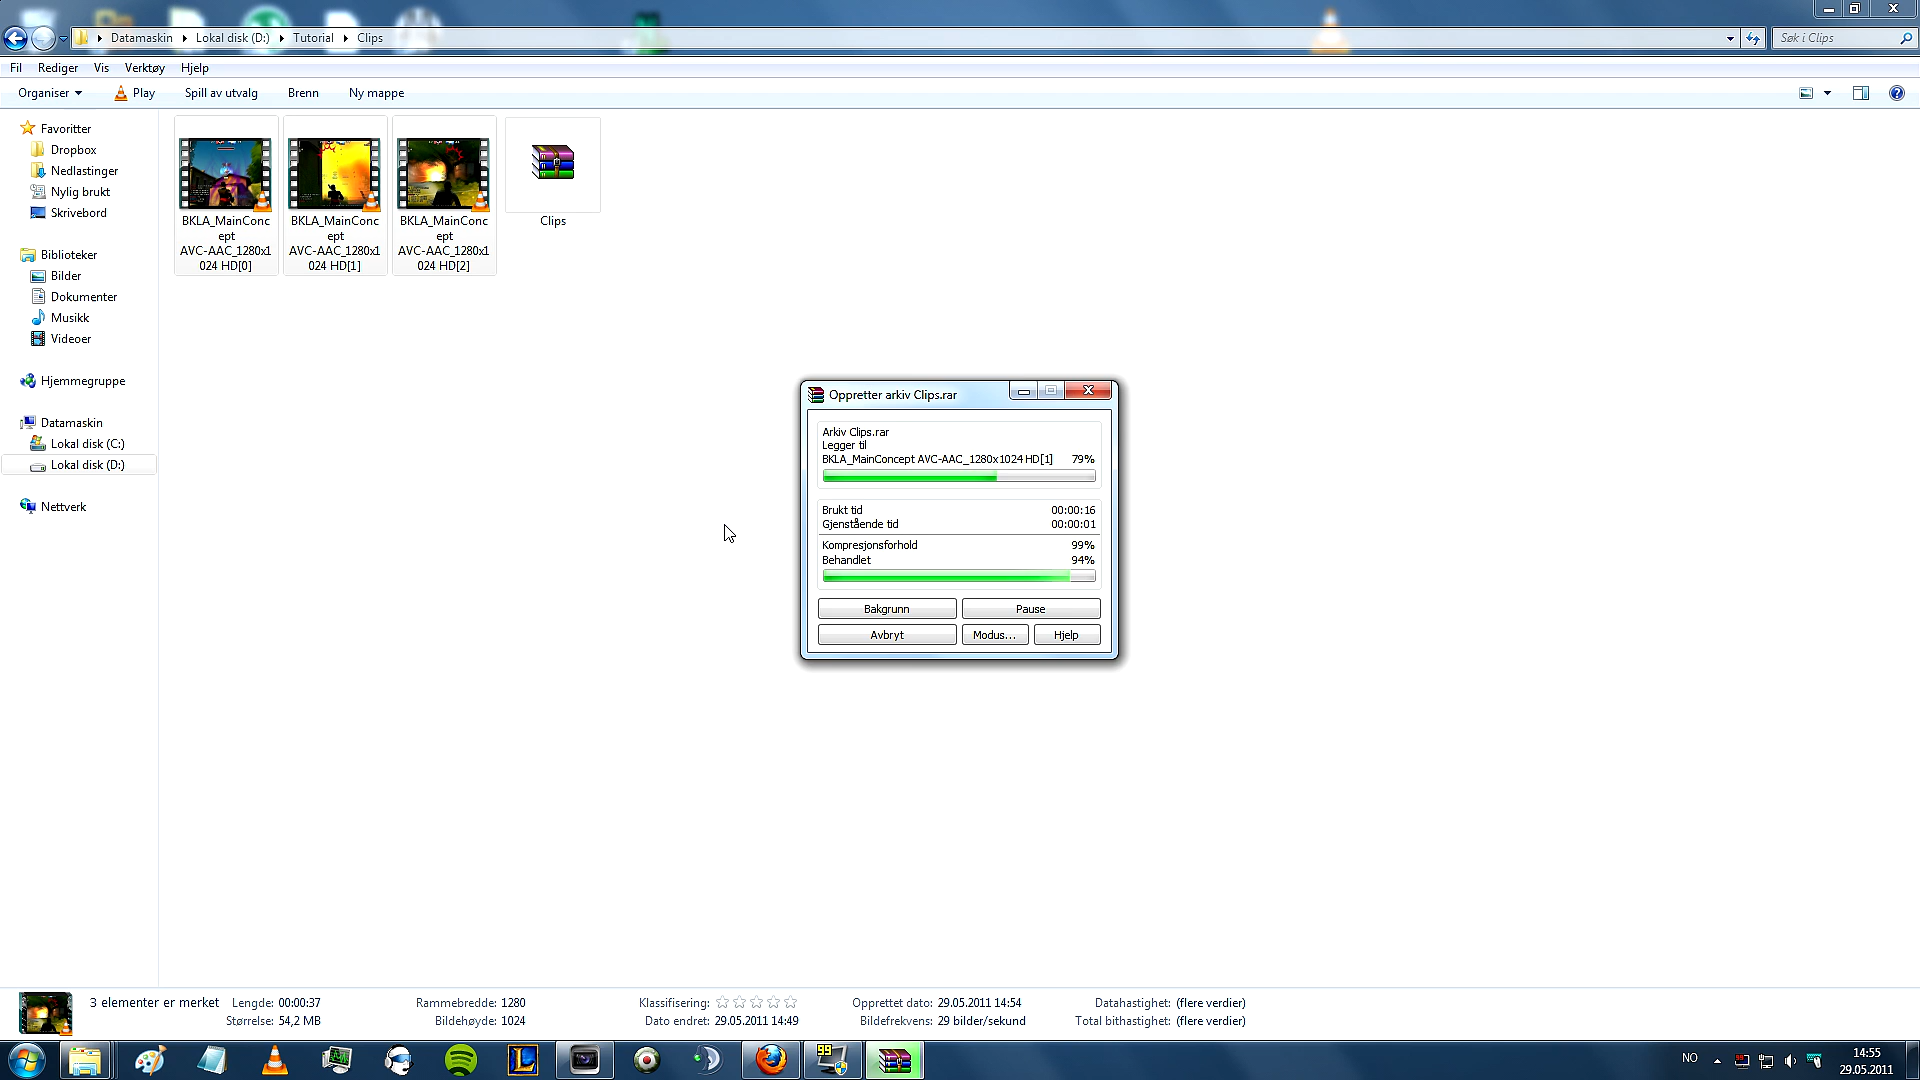 Datamaskin Lokal disk (D:) Tutorial Clips
Søk i Clips
Fil Rediger Vis Verktøy Hjelp
Organiser Play Spill av utvalg Brenn Ny mappe
Favoritter
Dropbox
Nedlastinger
Nylig brukt
Skrivebord
Biblioteker
Bilder
Dokumenter
Musikk
Videoer
Hjemmegruppe
Datamaskin
Lokal disk (C:)
Lokal disk (D:)
Nettverk
BKLA_MainConc
ept
AVC-AAC_1280x1
024 HD[0]
BKLA_MainConc
ept
AVC-AAC_1280x1
024 HD[1]
BKLA_MainConc
ept
AVC-AAC_1280x1
024 HD[2]
Clips
Oppretter arkiv Clips.rar
Arkiv Clips.rar
Legger til
BKLA_MainConcept AVC-AAC_1280x1024 HD[1] 79%
Brukt tid 00:00:16
Gjenstående tid 00:00:01
Kompresjonsforhold 99%
Behandlet 94%
Bakgrunn Pause
Avbryt Modus... Hjelp
3 elementer er merket Lengde: 00:00:37 Rammebredde: 1280 Klassifisering: Opprettet dato: 29.05.2011 14:54 Datahastighet: (flere verdier)
Størrelse: 54,2 MB Bildehøyde: 1024 Dato endret: 29.05.2011 14:49 Bildefrekvens: 29 bilder/sekund Total bithastighet: (flere verdier)
99
NO
14:55
29.05.2011